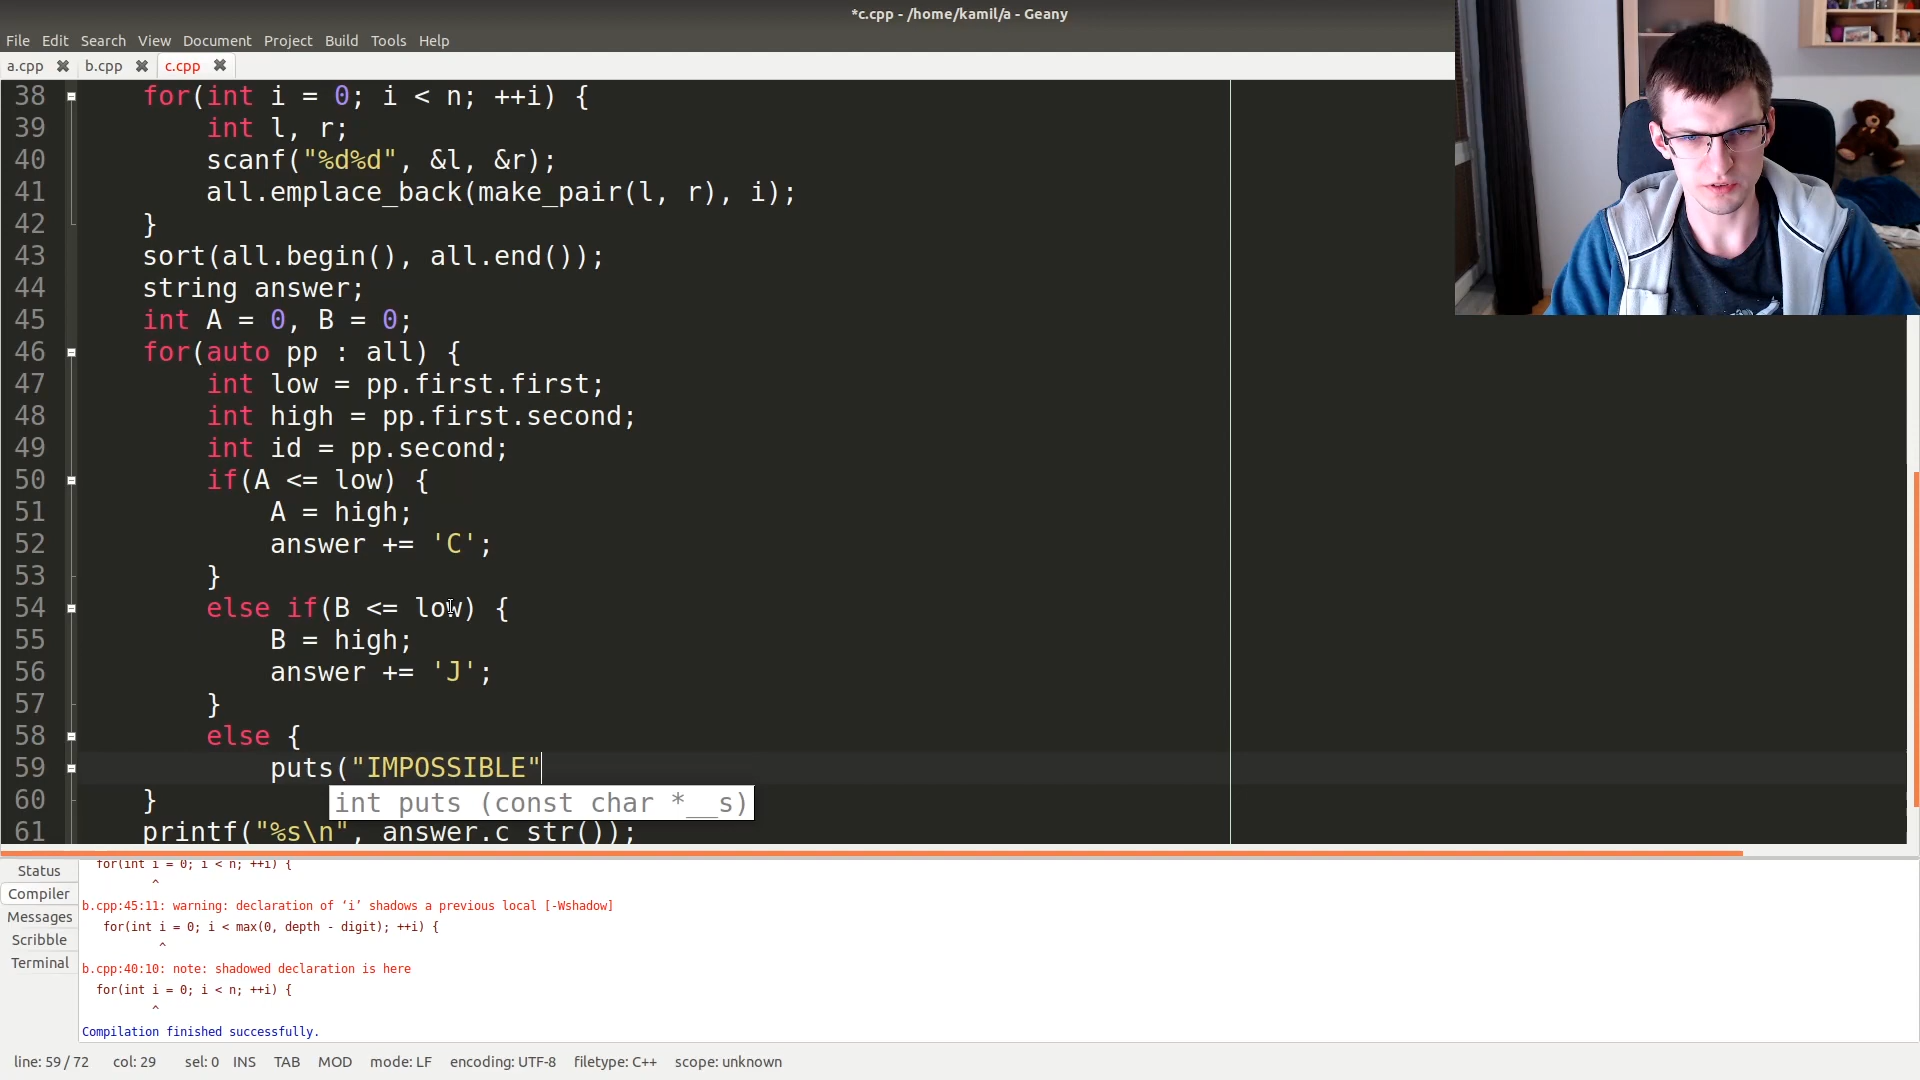 *c.cpp - /home/kamil/a - Geany
File Edit Search View Document Project Build Tools Help
a.cpp b.cpp c.cpp
38 for(int i = 0; i < n; ++i) {
39 int l, r;
40 scanf("%d%d", &l, &r);
41 all.emplace_back(make_pair(l, r), i);
42 }
43 sort(all.begin(), all.end());
44 string answer;
45 int A = 0, B = 0;
46 for(auto pp : all) {
47 int low = pp.first.first;
48 int high = pp.first.second;
49 int id = pp.second;
50 if(A <= low) {
51 A = high;
52 answer += 'C';
53 }
54 else if(B <= low) {
55 B = high;
56 answer += 'J';
57 }
58 else {
59 puts("IMPOSSIBLE"
60 }
int puts (const char *__s)
61 printf("%s\n", answer.c_str());
Status
Compiler
Messages
Scribble
Terminal
for(int i = 0; i < n; ++i) {
^
b.cpp:45:11: warning: declaration of ‘i’ shadows a previous local [-Wshadow]
for(int i = 0; i < max(0, depth - digit); ++i) {
^
b.cpp:40:10: note: shadowed declaration is here
for(int i = 0; i < n; ++i) {
^
Compilation finished successfully.
line: 59 / 72 col: 29 sel: 0 INS TAB MOD mode: LF encoding: UTF-8 filetype: C++ scope: unknown